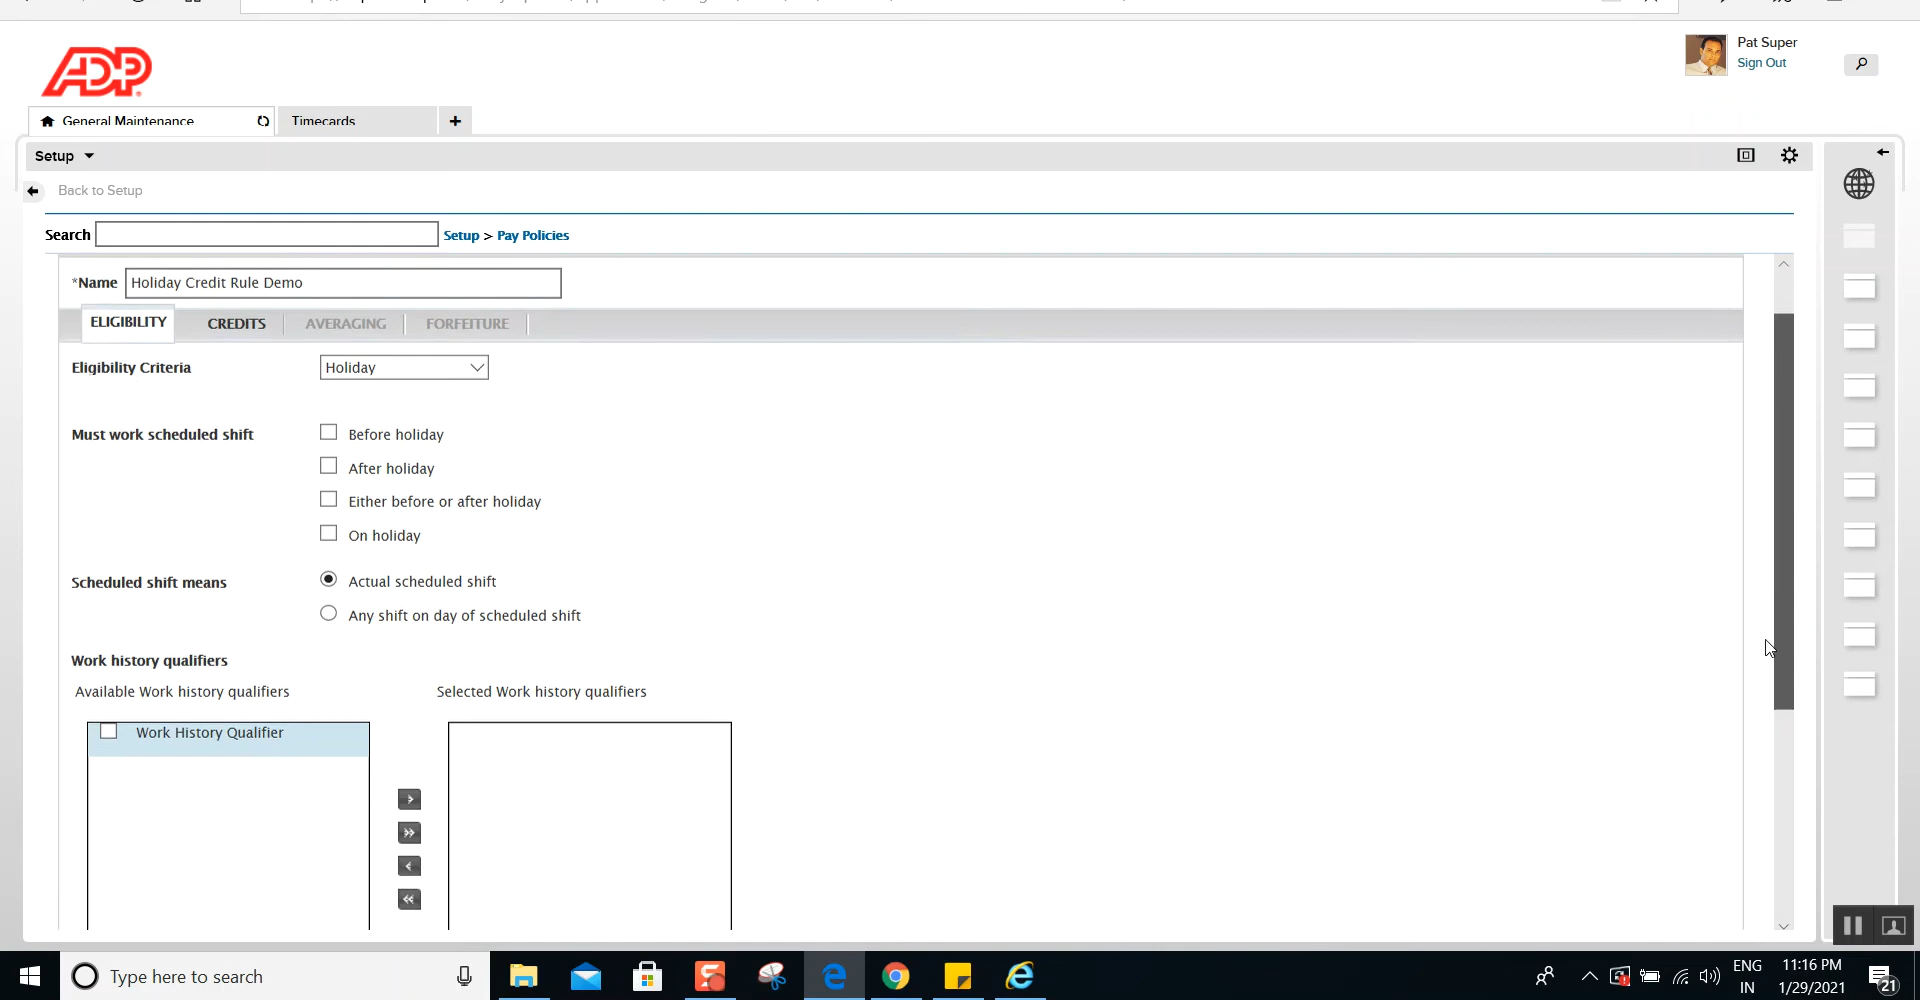 ADP
Pat Super
Sign Out
General Maintenance
Timecards
Setup
Back to Setup
Search
Setup > Pay Policies
*Name Holiday Credit Rule Demo
ELIGIBILITY
CREDITS
AVERAGING
FORFEITURE
Eligibility Criteria
Holiday
Must work scheduled shift
Before holiday
After holiday
Either before or after holiday
On holiday
Scheduled shift means
Actual scheduled shift
Any shift on day of scheduled shift
Work history qualifiers
Available Work history qualifiers
Selected Work history qualifiers
Work History Qualifier
Type here to search
ENG
IN
11:16 PM
1/29/2021
21